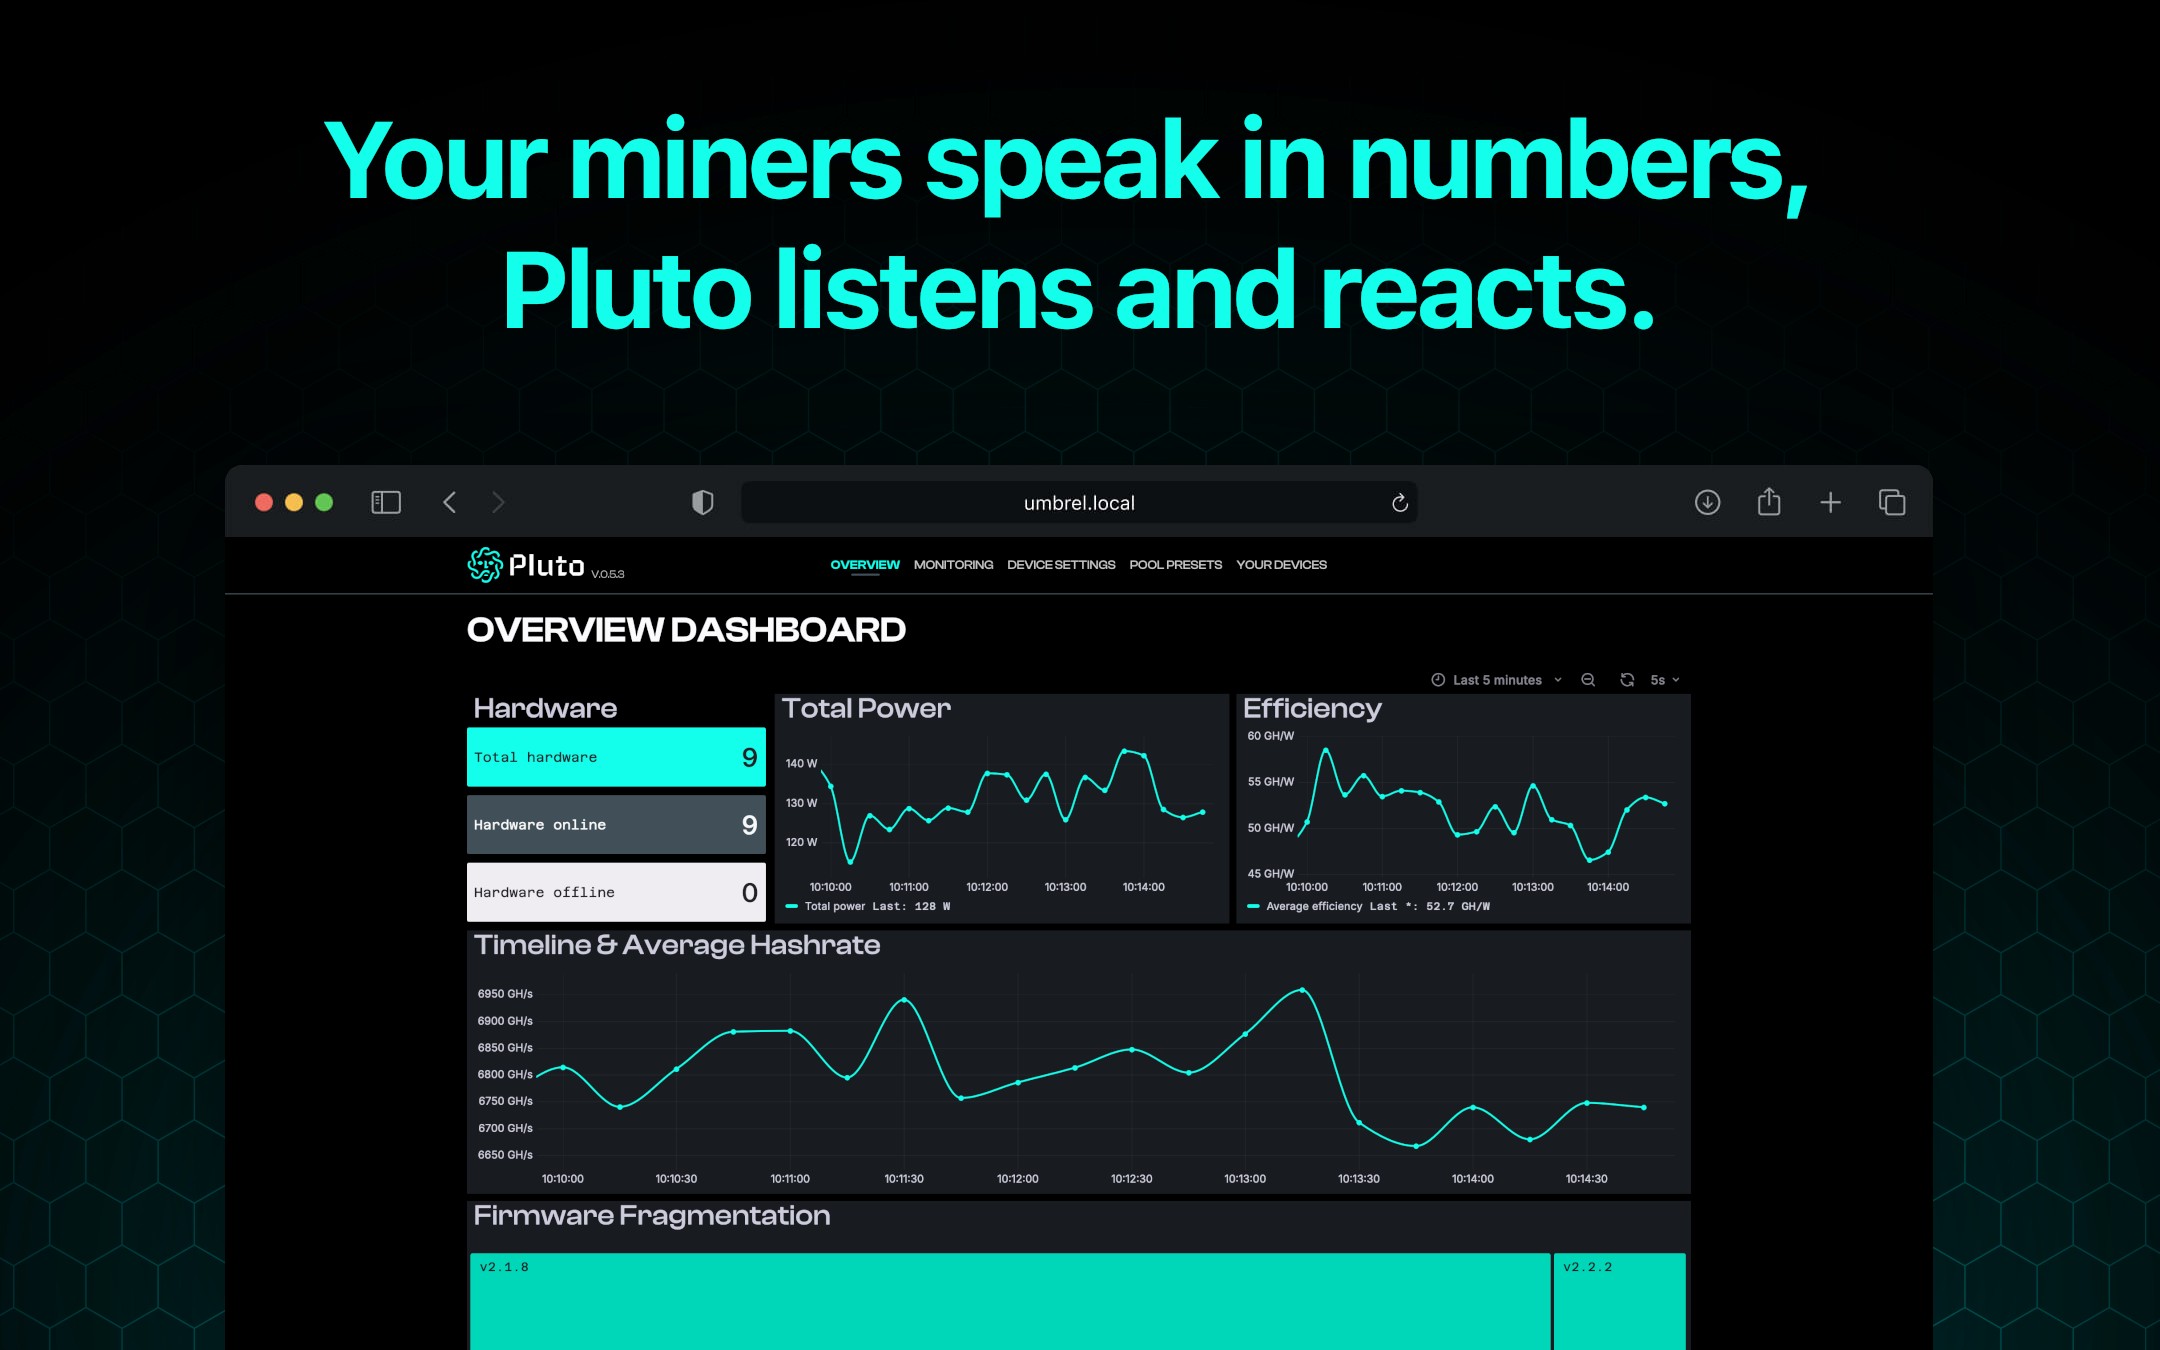 Your miners speak in numbers,
Pluto listens and reacts.
umbrel.local
Pluto V.0.5.3
OVERVIEW MONITORING DEVICE SETTINGS POOL PRESETS YOUR DEVICES
OVERVIEW DASHBOARD
Last 5 minutes 5s
Hardware
Total hardware 9
Hardware online 9
Hardware offline 0
Total Power
140 W
130 W
120 W
10:10:00 10:11:00 10:12:00 10:13:00 10:14:00
Total power Last: 128 W
Efficiency
60 GH/W
55 GH/W
50 GH/W
45 GH/W
10:10:00 10:11:00 10:12:00 10:13:00 10:14:00
Average efficiency Last *: 52.7 GH/W
Timeline & Average Hashrate
6950 GH/s
6900 GH/s
6850 GH/s
6800 GH/s
6750 GH/s
6700 GH/s
6650 GH/s
10:10:00 10:10:30 10:11:00 10:11:30 10:12:00 10:12:30 10:13:00 10:13:30 10:14:00 10:14:30
Firmware Fragmentation
v2.1.8 v2.2.2